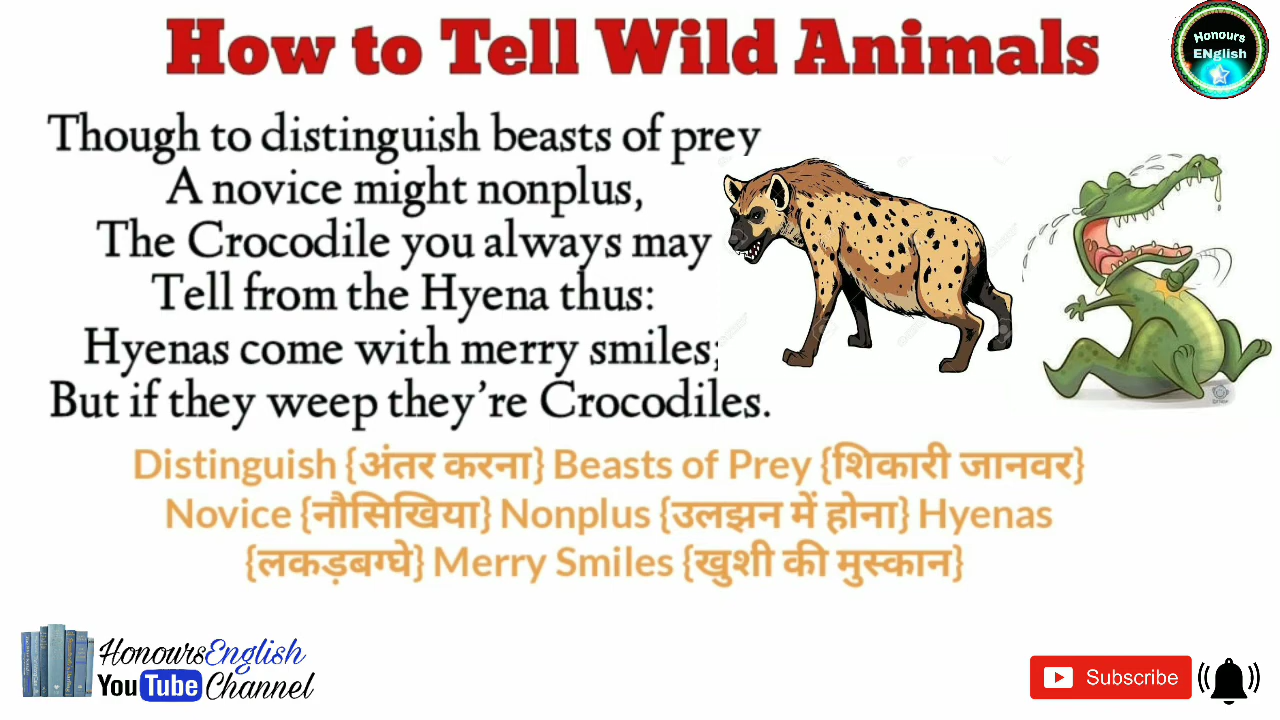 How to Tell Wild Animals
Honours
ENglish
Though to distinguish beasts of prey
A novice might nonplus,
The Crocodile you always may
Tell from the Hyena thus:
Hyenas come with merry smiles;
But if they weep they're Crocodiles.
Distinguish {अंतर करना} Beasts of Prey {शिकारी जानवर}
Novice {नौसिखिया} Nonplus {उलझन में होना} Hyenas
{लकड़बग्घे} Merry Smiles {खुशी की मुस्कान}
HonoursEnglish
YouTube Channel
Subscribe